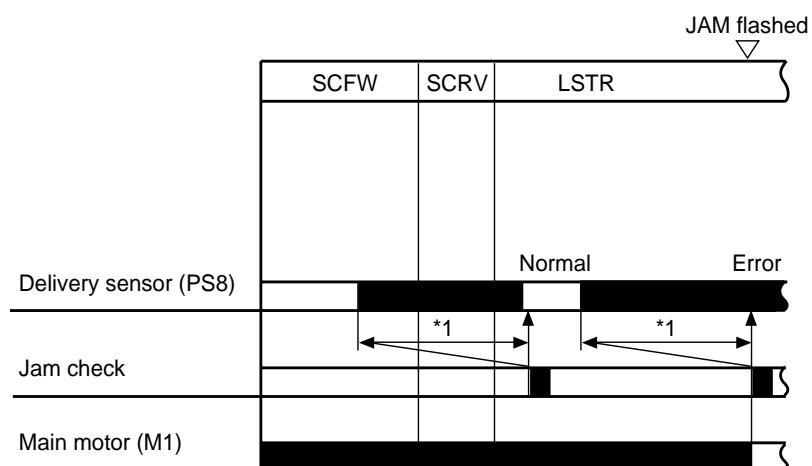 JAM flashed
SCFW SCRV LSTR
Normal Error
Delivery sensor (PS8)
*1 *1
Jam check
Main motor (M1)